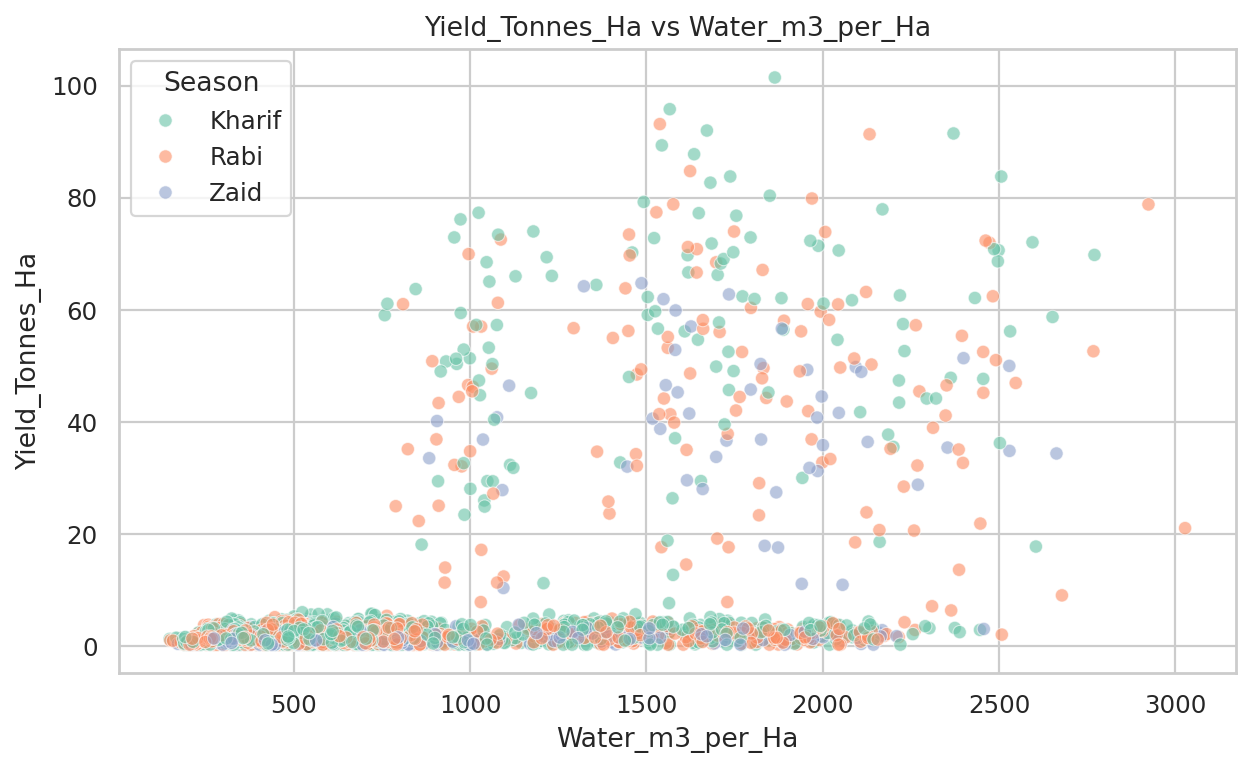 Yield_Tonnes_Ha vs Water_m3_per_Ha
Season
Kharif
Rabi
Zaid
100
80
60
40
20
0
Yield_Tonnes_Ha
500 1000 1500 2000 2500 3000
Water_m3_per_Ha